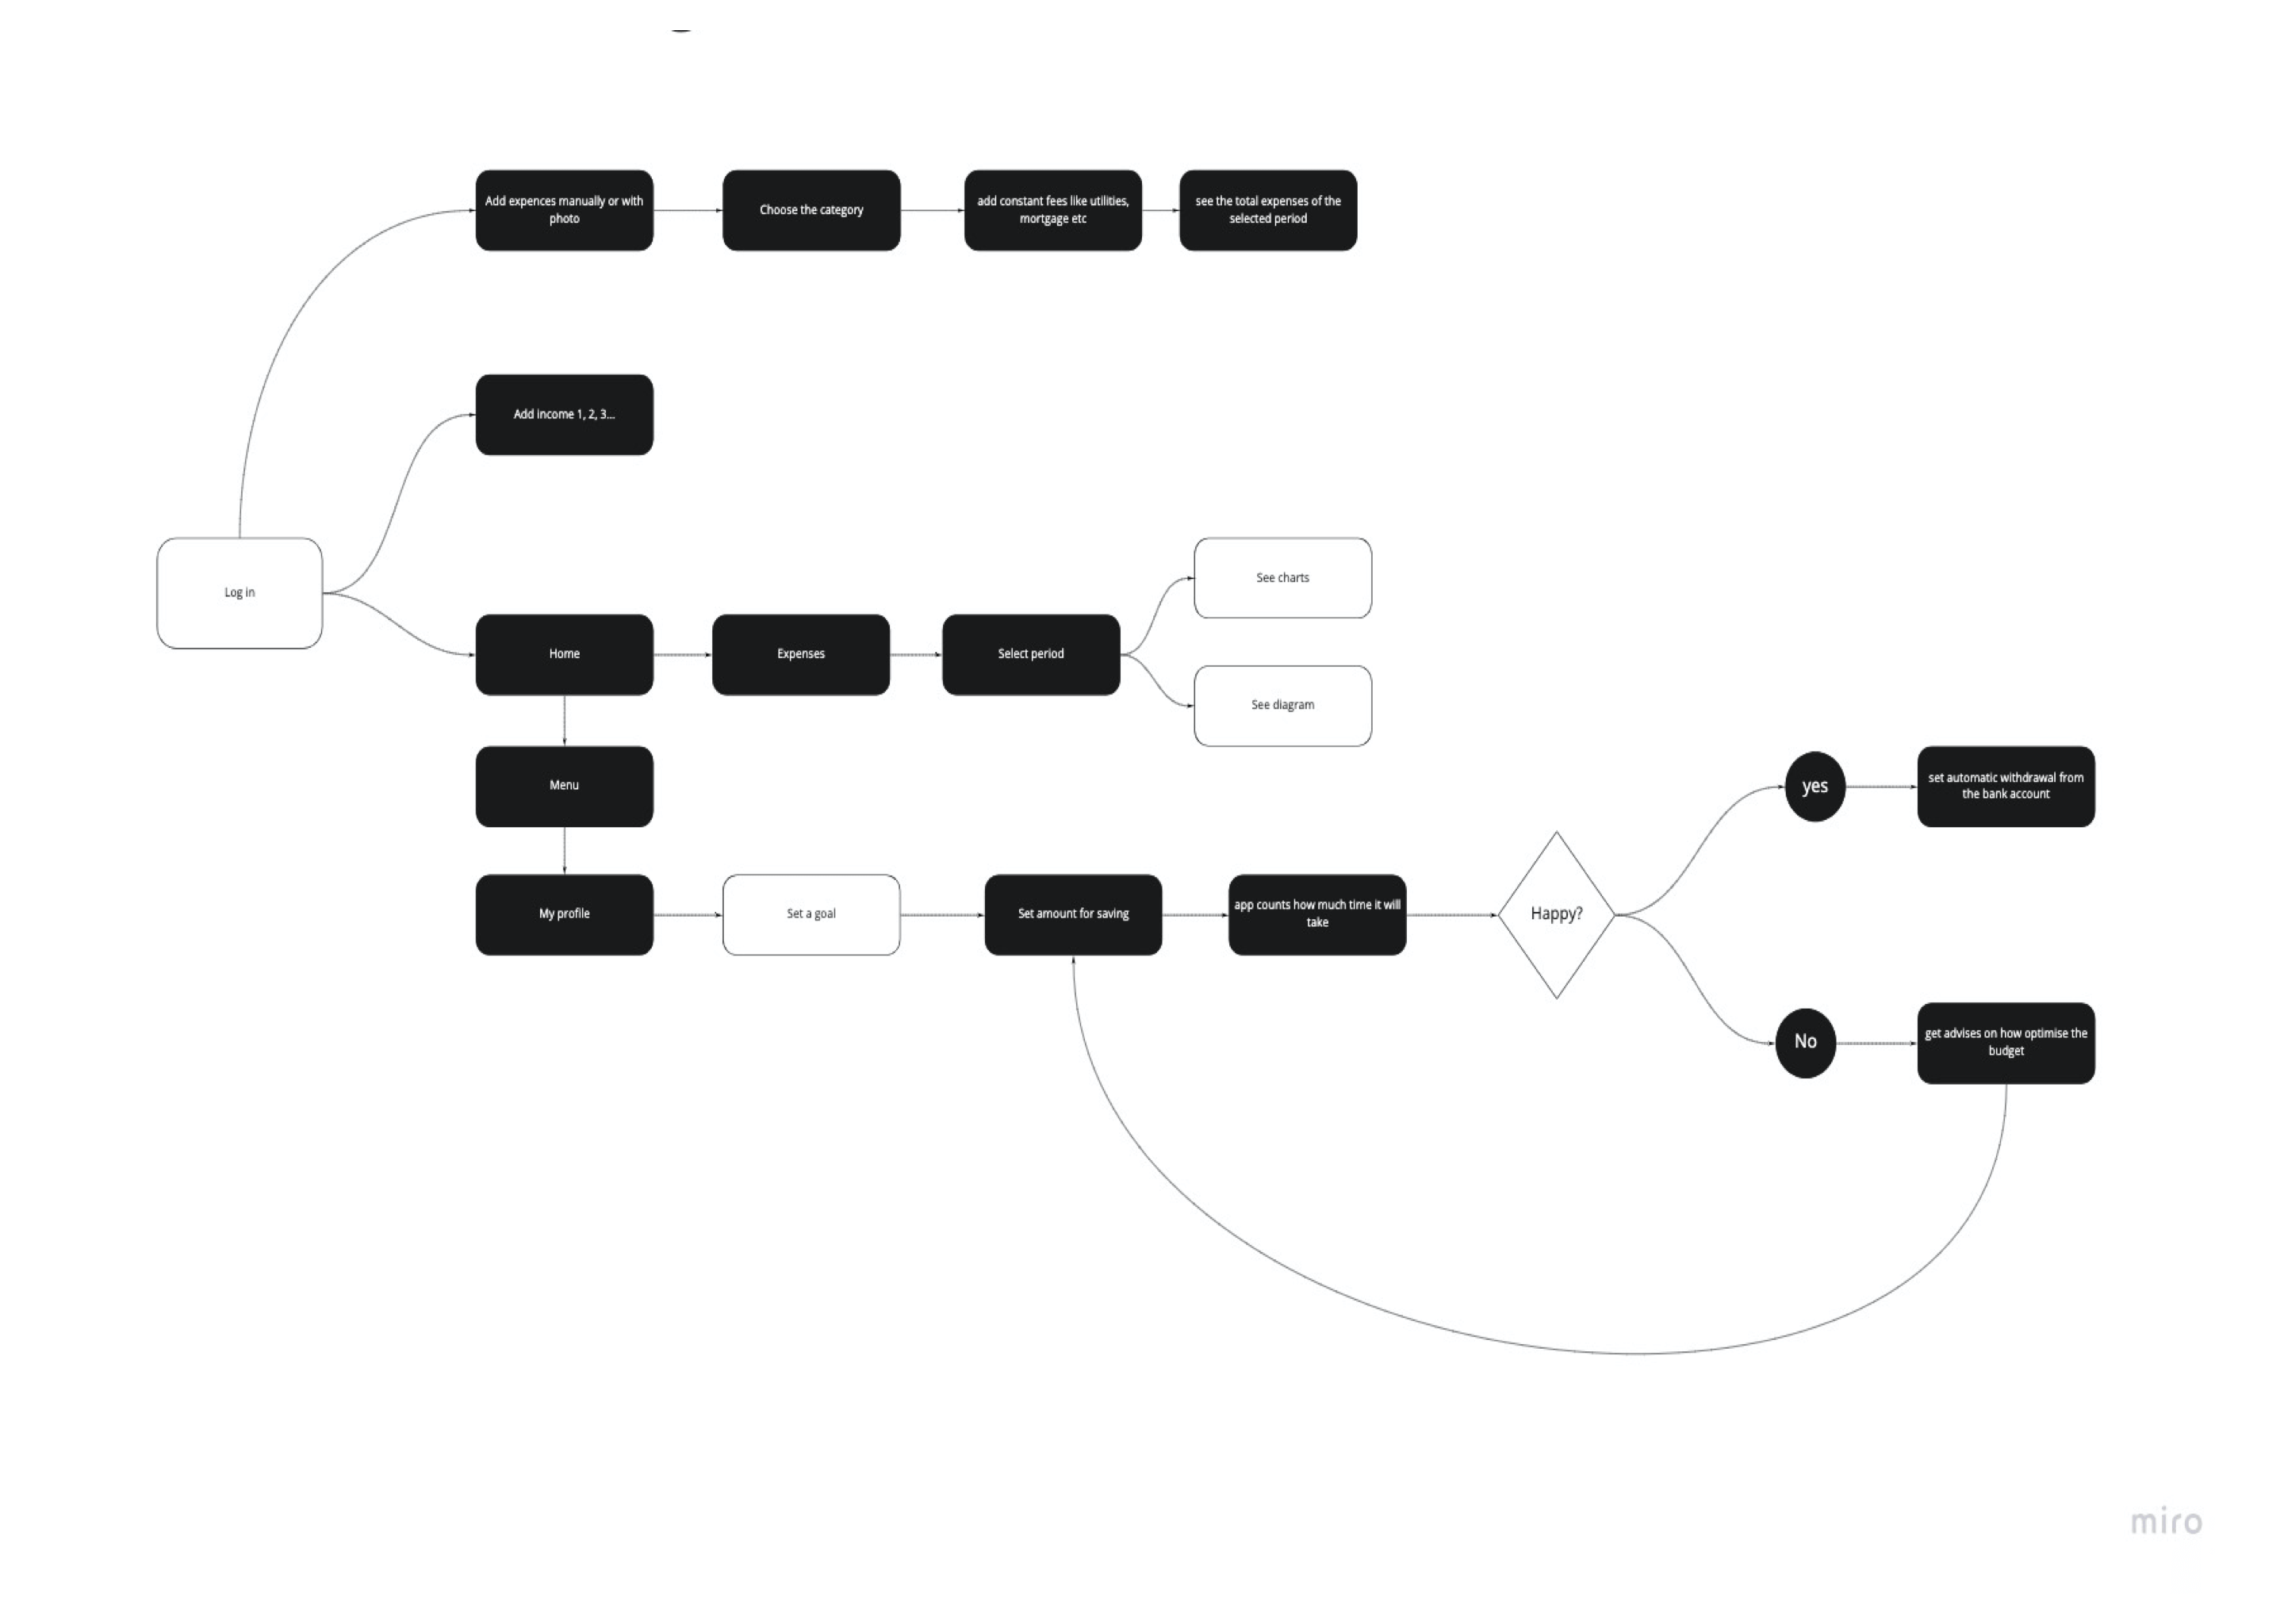 Add expences manually or with
photo
Choose the category
add constant fees like utilities,
mortgage etc
see the total expenses of the
selected period
Add income 1, 2, 3...
Log in
See charts
Home
Expenses
Select period
See diagram
Menu
yes
set automatic withdrawal from
the bank account
My profile
Set a goal
Set amount for saving
app counts how much time it will
take
Happy?
No
get advises on how optimise the
budget
miro